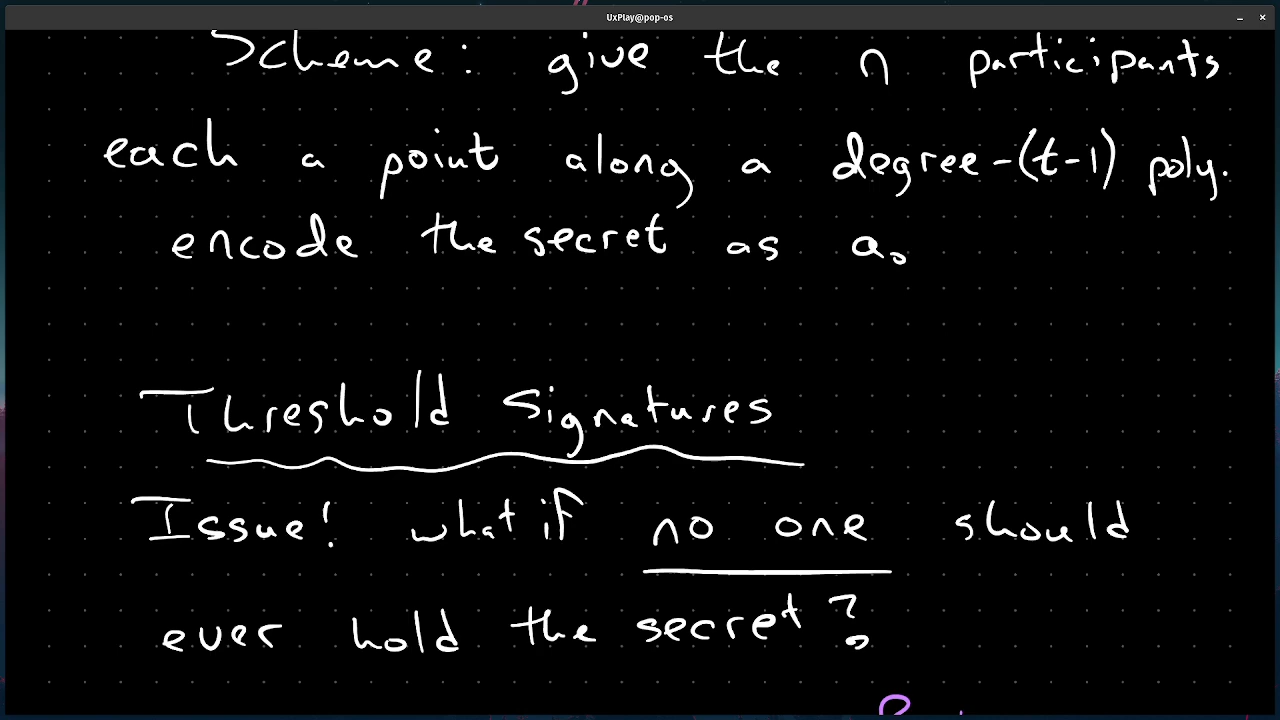 UxPlay@pop-os
Scheme: give the n participants
each a point along a degree-(t-1) poly.
encode the secret as a₀
Threshold Signatures
Issue! what if no one should
ever hold the secret?